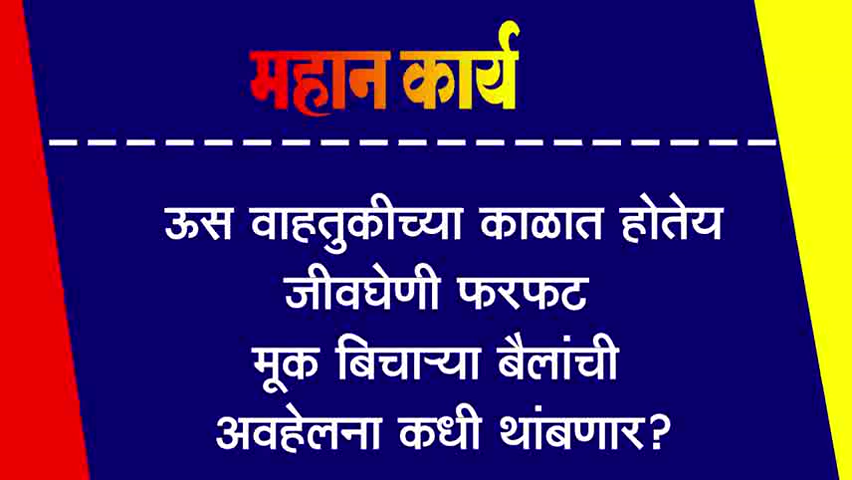 महान कार्य
ऊस वाहतुकीच्या काळात होतेय
जीवघेणी फरफट
मूक बिचाऱ्या बैलांची
अवहेलना कधी थांबणार?